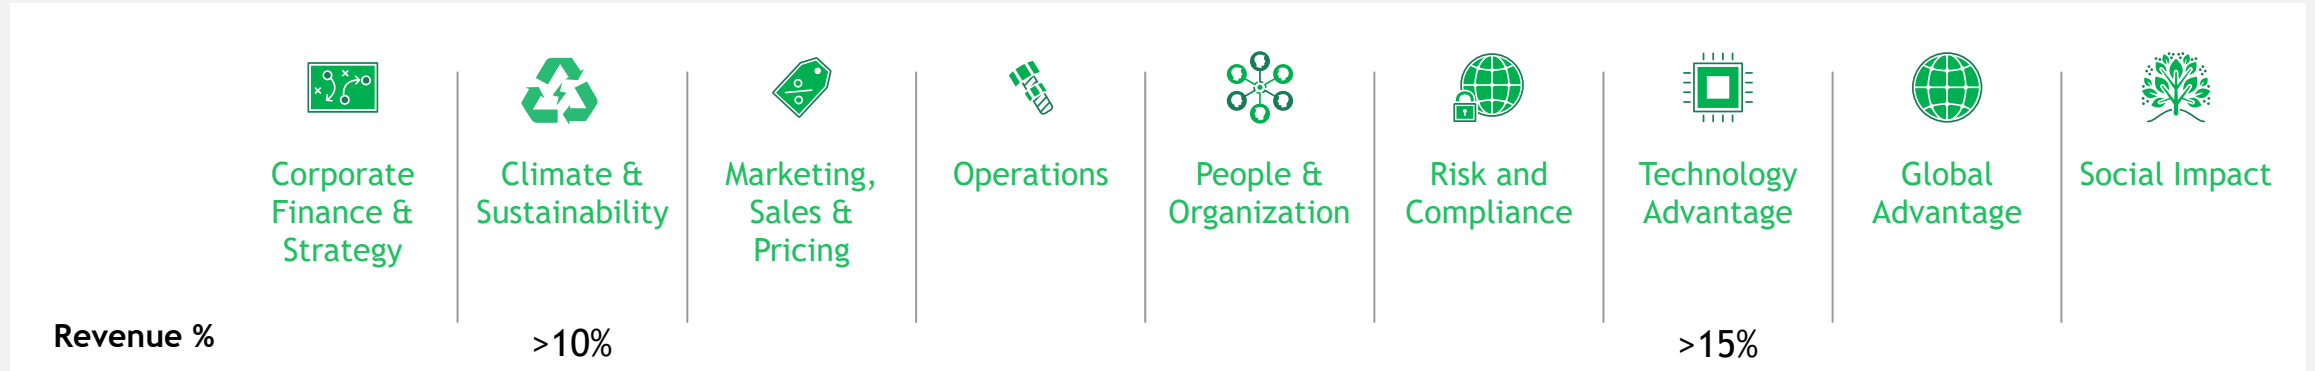 Corporate
Finance &
Strategy
Climate &
Sustainability
Marketing,
Sales &
Pricing
Operations
People &
Organization
Risk and
Compliance
Technology
Advantage
Global
Advantage
Social Impact
Revenue %
>10%
>15%